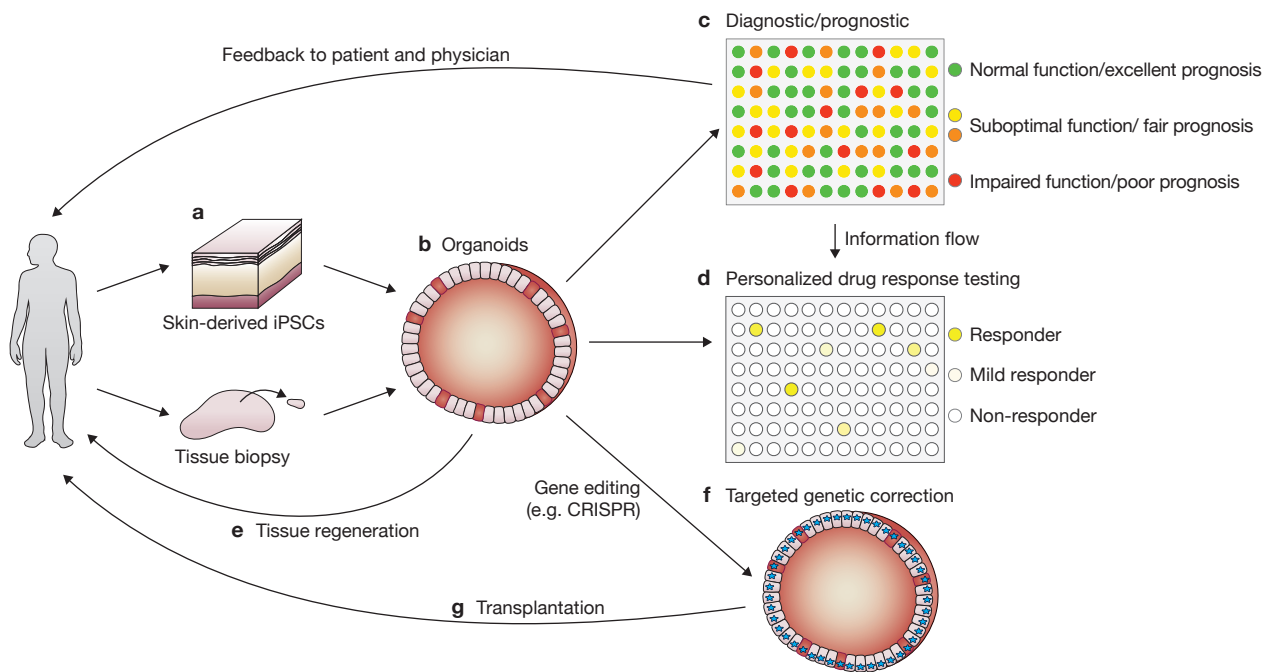 c Diagnostic/prognostic
Feedback to patient and physician
Normal function/excellent prognosis
Suboptimal function/ fair prognosis
Impaired function/poor prognosis
a
Skin-derived iPSCs
b Organoids
Information flow
d Personalized drug response testing
Responder
Mild responder
Non-responder
Tissue biopsy
Gene editing
(e.g. CRISPR)
f Targeted genetic correction
e Tissue regeneration
g Transplantation